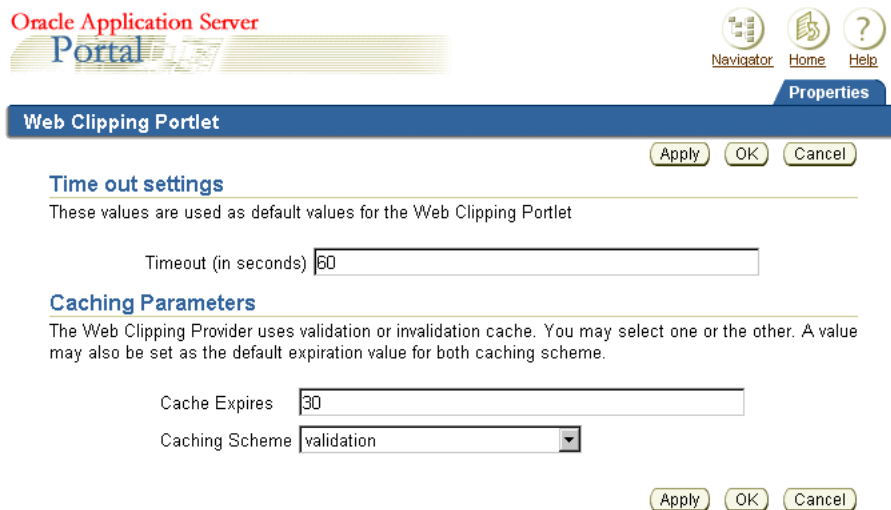 Oracle Application Server
Portal
Navigator Home Help
Properties
Web Clipping Portlet
Apply OK Cancel
Time out settings
These values are used as default values for the Web Clipping Portlet
Timeout (in seconds) 60
Caching Parameters
The Web Clipping Provider uses validation or invalidation cache. You may select one or the other. A value
may also be set as the default expiration value for both caching scheme.
Cache Expires 30
Caching Scheme validation
Apply OK Cancel